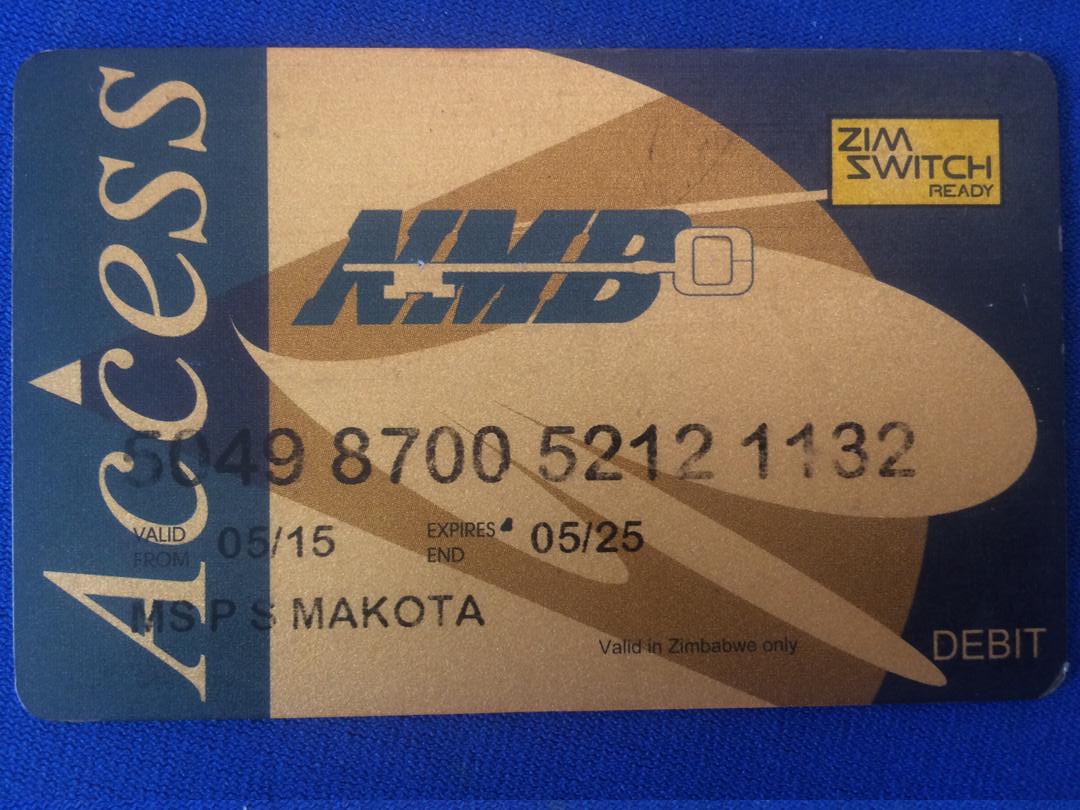 Access
ZIM
SWITCH
READY
NMB
5049 8700 5212 1132
VALID FROM 05/15 EXPIRES END 05/25
MS P S MAKOTA
Valid in Zimbabwe only
DEBIT